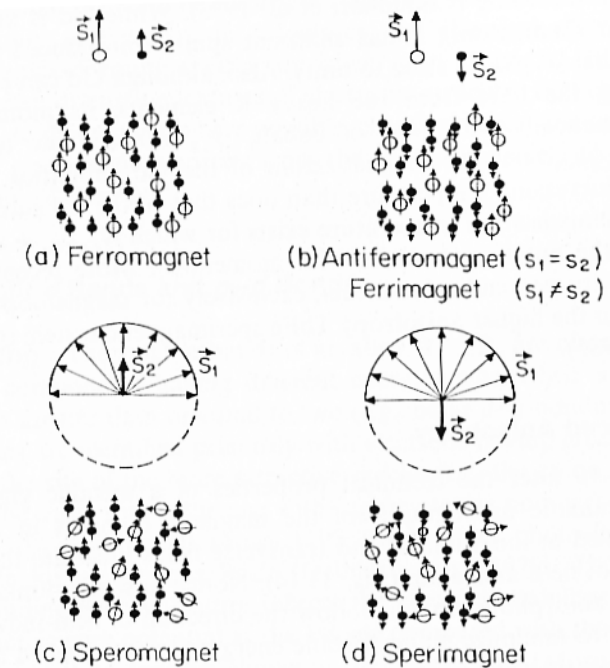 S⃗1 S⃗2
S⃗1 S⃗2
(a) Ferromagnet
(b) Antiferromagnet (s1 = s2)
Ferrimagnet (s1 ≠ s2)
S⃗2 S⃗1
S⃗1 S⃗2
(c) Speromagnet
(d) Sperimagnet